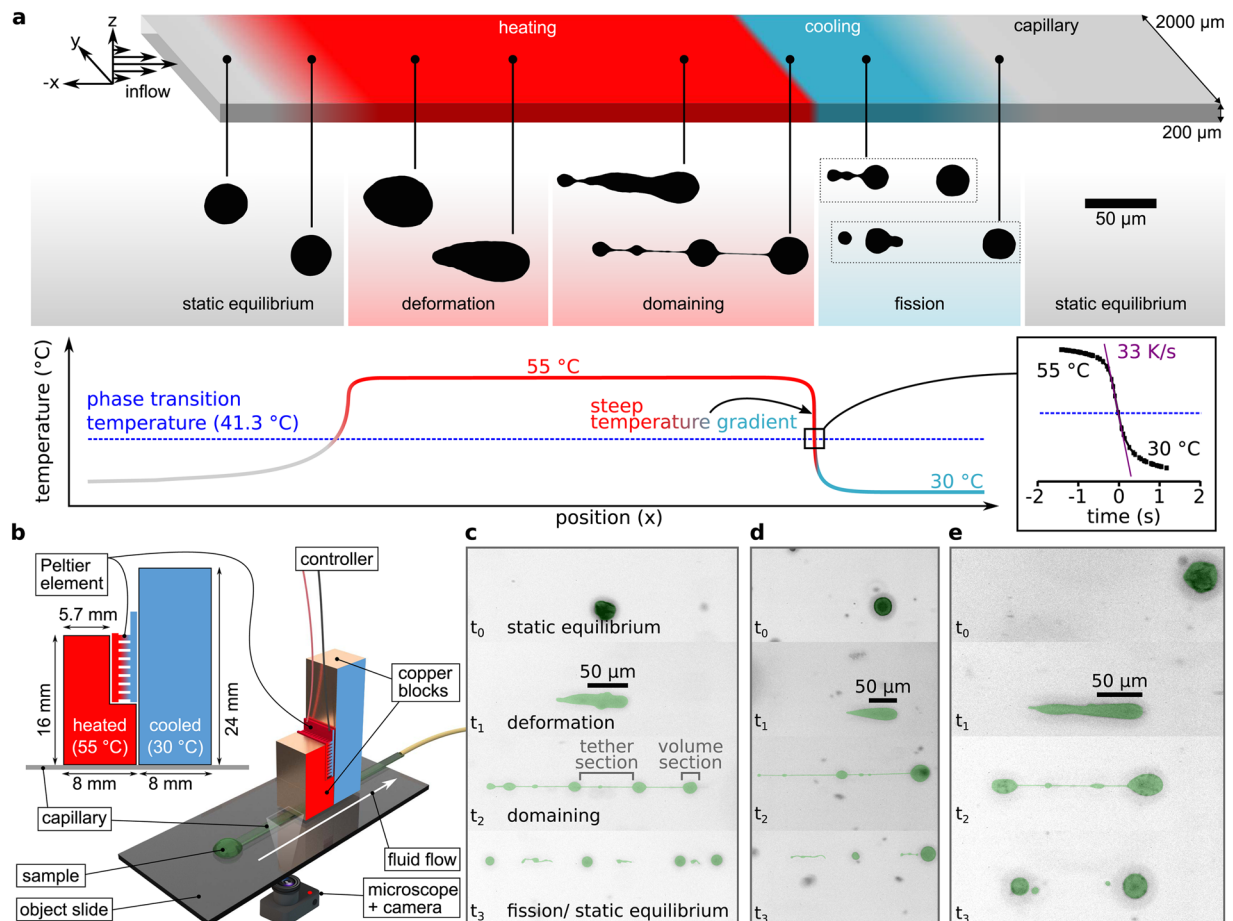 a
heating
cooling
capillary
2000 µm
z
y
-x
inflow
200 µm
50 µm
static equilibrium
deformation
domaining
fission
static equilibrium
temperature (°C)
55 °C
phase transition
temperature (41.3 °C)
steep
temperature gradient
30 °C
position (x)
33 K/s
55 °C
30 °C
-2 -1 0 1 2
time (s)
b
Peltier
element
controller
5.7 mm
16 mm
heated
(55 °C)
cooled
(30 °C)
24 mm
8 mm
8 mm
copper
blocks
capillary
sample
object slide
fluid flow
microscope
+ camera
c
t0
static equilibrium
50 µm
t1
deformation
tether
section
volume
section
t2
domaining
t3
fission/ static equilibrium
d
t0
50 µm
t1
t2
t3
e
t0
50 µm
t1
t2
t3